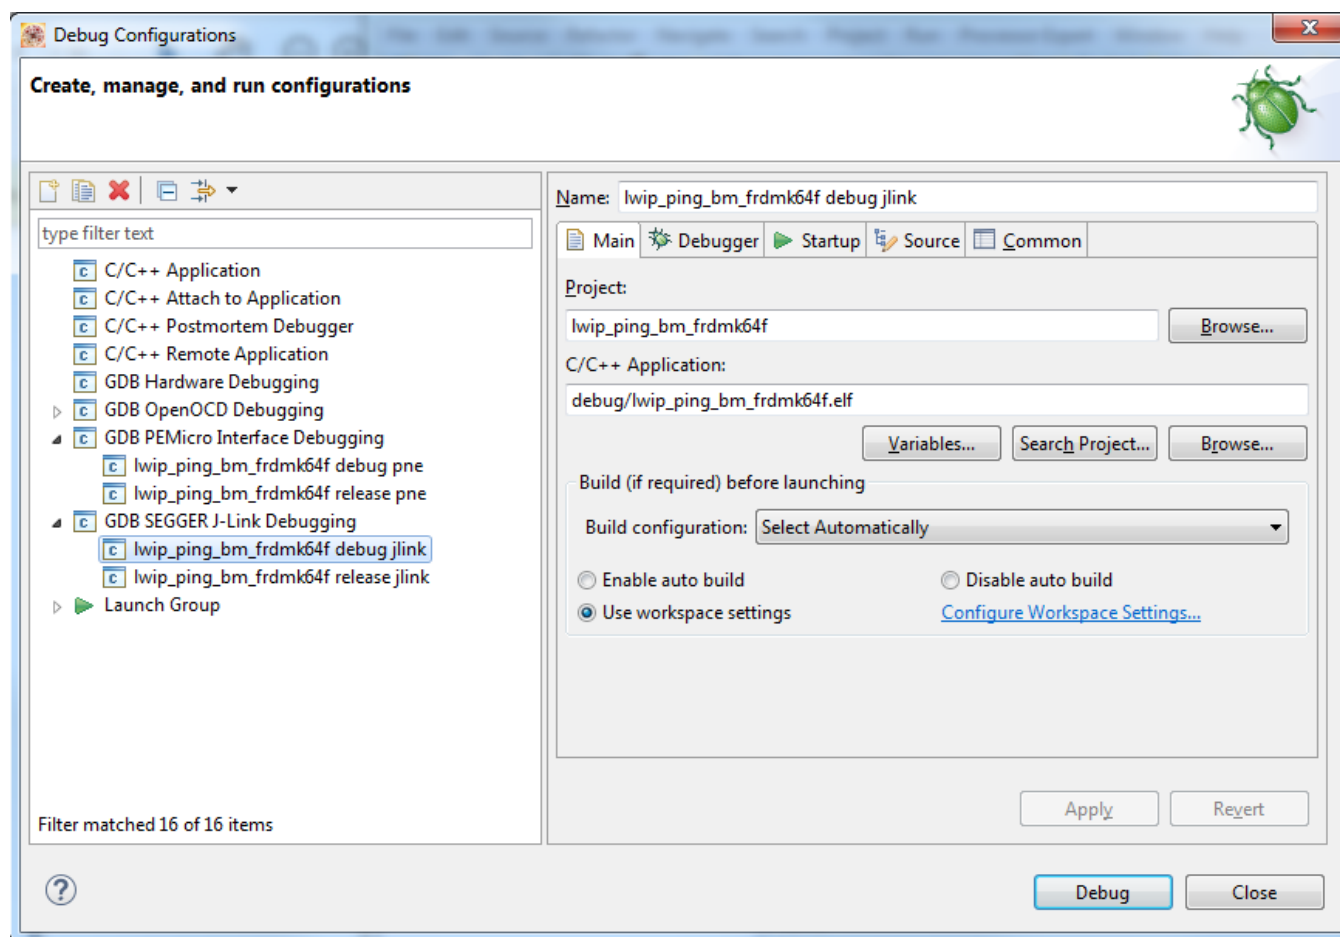 Debug Configurations
Create, manage, and run configurations
type filter text
C/C++ Application
C/C++ Attach to Application
C/C++ Postmortem Debugger
C/C++ Remote Application
GDB Hardware Debugging
GDB OpenOCD Debugging
GDB PEMicro Interface Debugging
lwip_ping_bm_frdmk64f debug pne
lwip_ping_bm_frdmk64f release pne
GDB SEGGER J-Link Debugging
lwip_ping_bm_frdmk64f debug jlink
lwip_ping_bm_frdmk64f release jlink
Launch Group
Filter matched 16 of 16 items
Name: lwip_ping_bm_frdmk64f debug jlink
Main Debugger Startup Source Common
Project:
lwip_ping_bm_frdmk64f Browse...
C/C++ Application:
debug/lwip_ping_bm_frdmk64f.elf
Variables... Search Project... Browse...
Build (if required) before launching
Build configuration: Select Automatically
Enable auto build Disable auto build
Use workspace settings Configure Workspace Settings...
Apply Revert
Debug Close